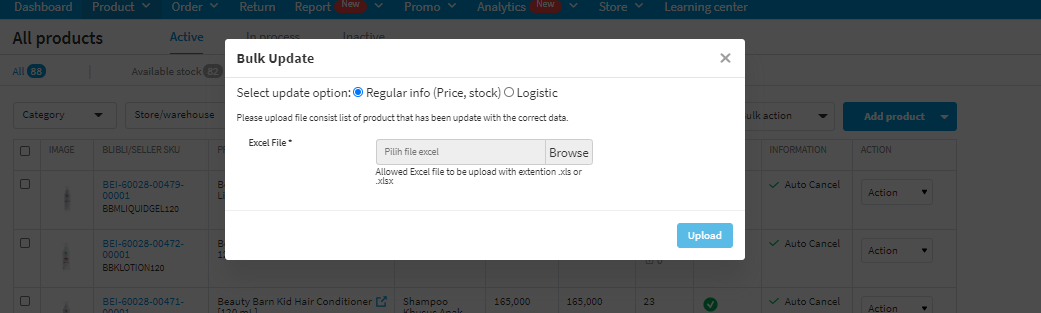 Dashboard Product Order Return Report New Promo Analytics New Store Learning center
All products Active In process Inactive
All 88 Available stock 82
Bulk Update
Select update option: Regular info (Price, stock) Logistic
Please upload file consist list of product that has been update with the correct data.
Excel File *
Pilih file excel Browse
Allowed Excel file to be upload with extention .xls or
.xlsx
Upload
Category Store/warehouse ulk action Add product
IMAGE BLIBLI/SELLER SKU INFORMATION ACTION
BEI-60028-00479-
00001
BBMLIQUIDGEL120
Auto Cancel Action
BEI-60028-00472-
00001
BBKLOTION120
Auto Cancel Action
BEI-60028-00471-
00001
Beauty Barn Kid Hair Conditioner
[120 mL]
Shampoo
Khusus Anak
165,000 165,000 23 Auto Cancel Action